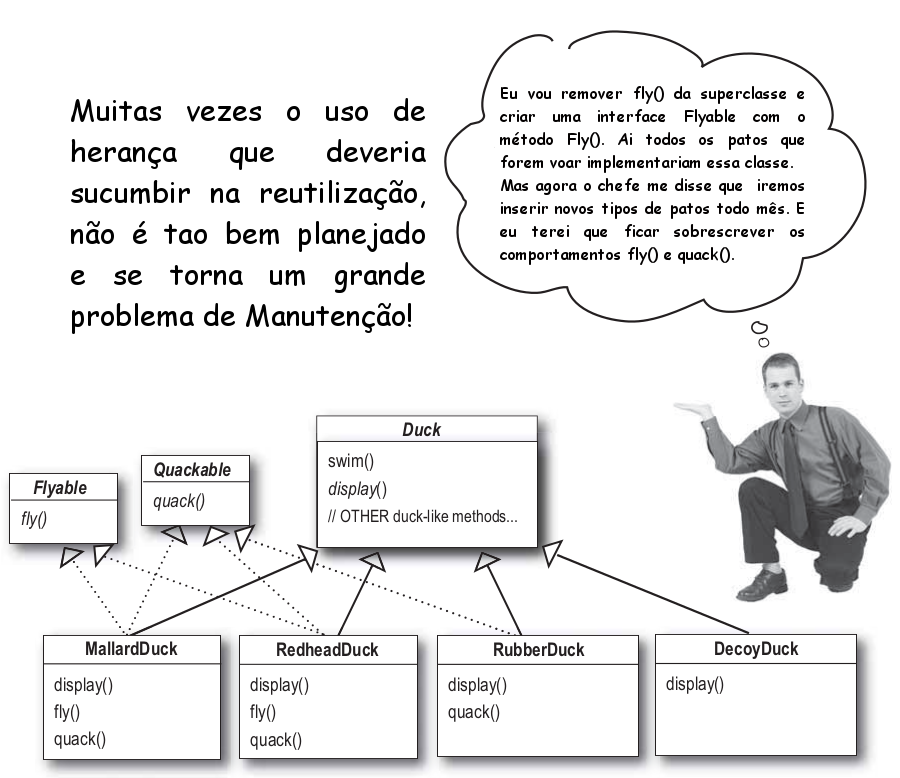 Muitas vezes o uso de
herança que deveria
sucumbir na reutilização,
não é tao bem planejado
e se torna um grande
problema de Manutenção!
Eu vou remover fly() da superclasse e
criar uma interface Flyable com o
método Fly(). Ai todos os patos que
forem voar implementariam essa classe.
Mas agora o chefe me disse que iremos
inserir novos tipos de patos todo mês. E
eu terei que ficar sobrescrever os
comportamentos fly() e quack().
Duck
swim()
display()
// OTHER duck-like methods...
Flyable
fly()
Quackable
quack()
MallardDuck
display()
fly()
quack()
RedheadDuck
display()
fly()
quack()
RubberDuck
display()
quack()
DecoyDuck
display()